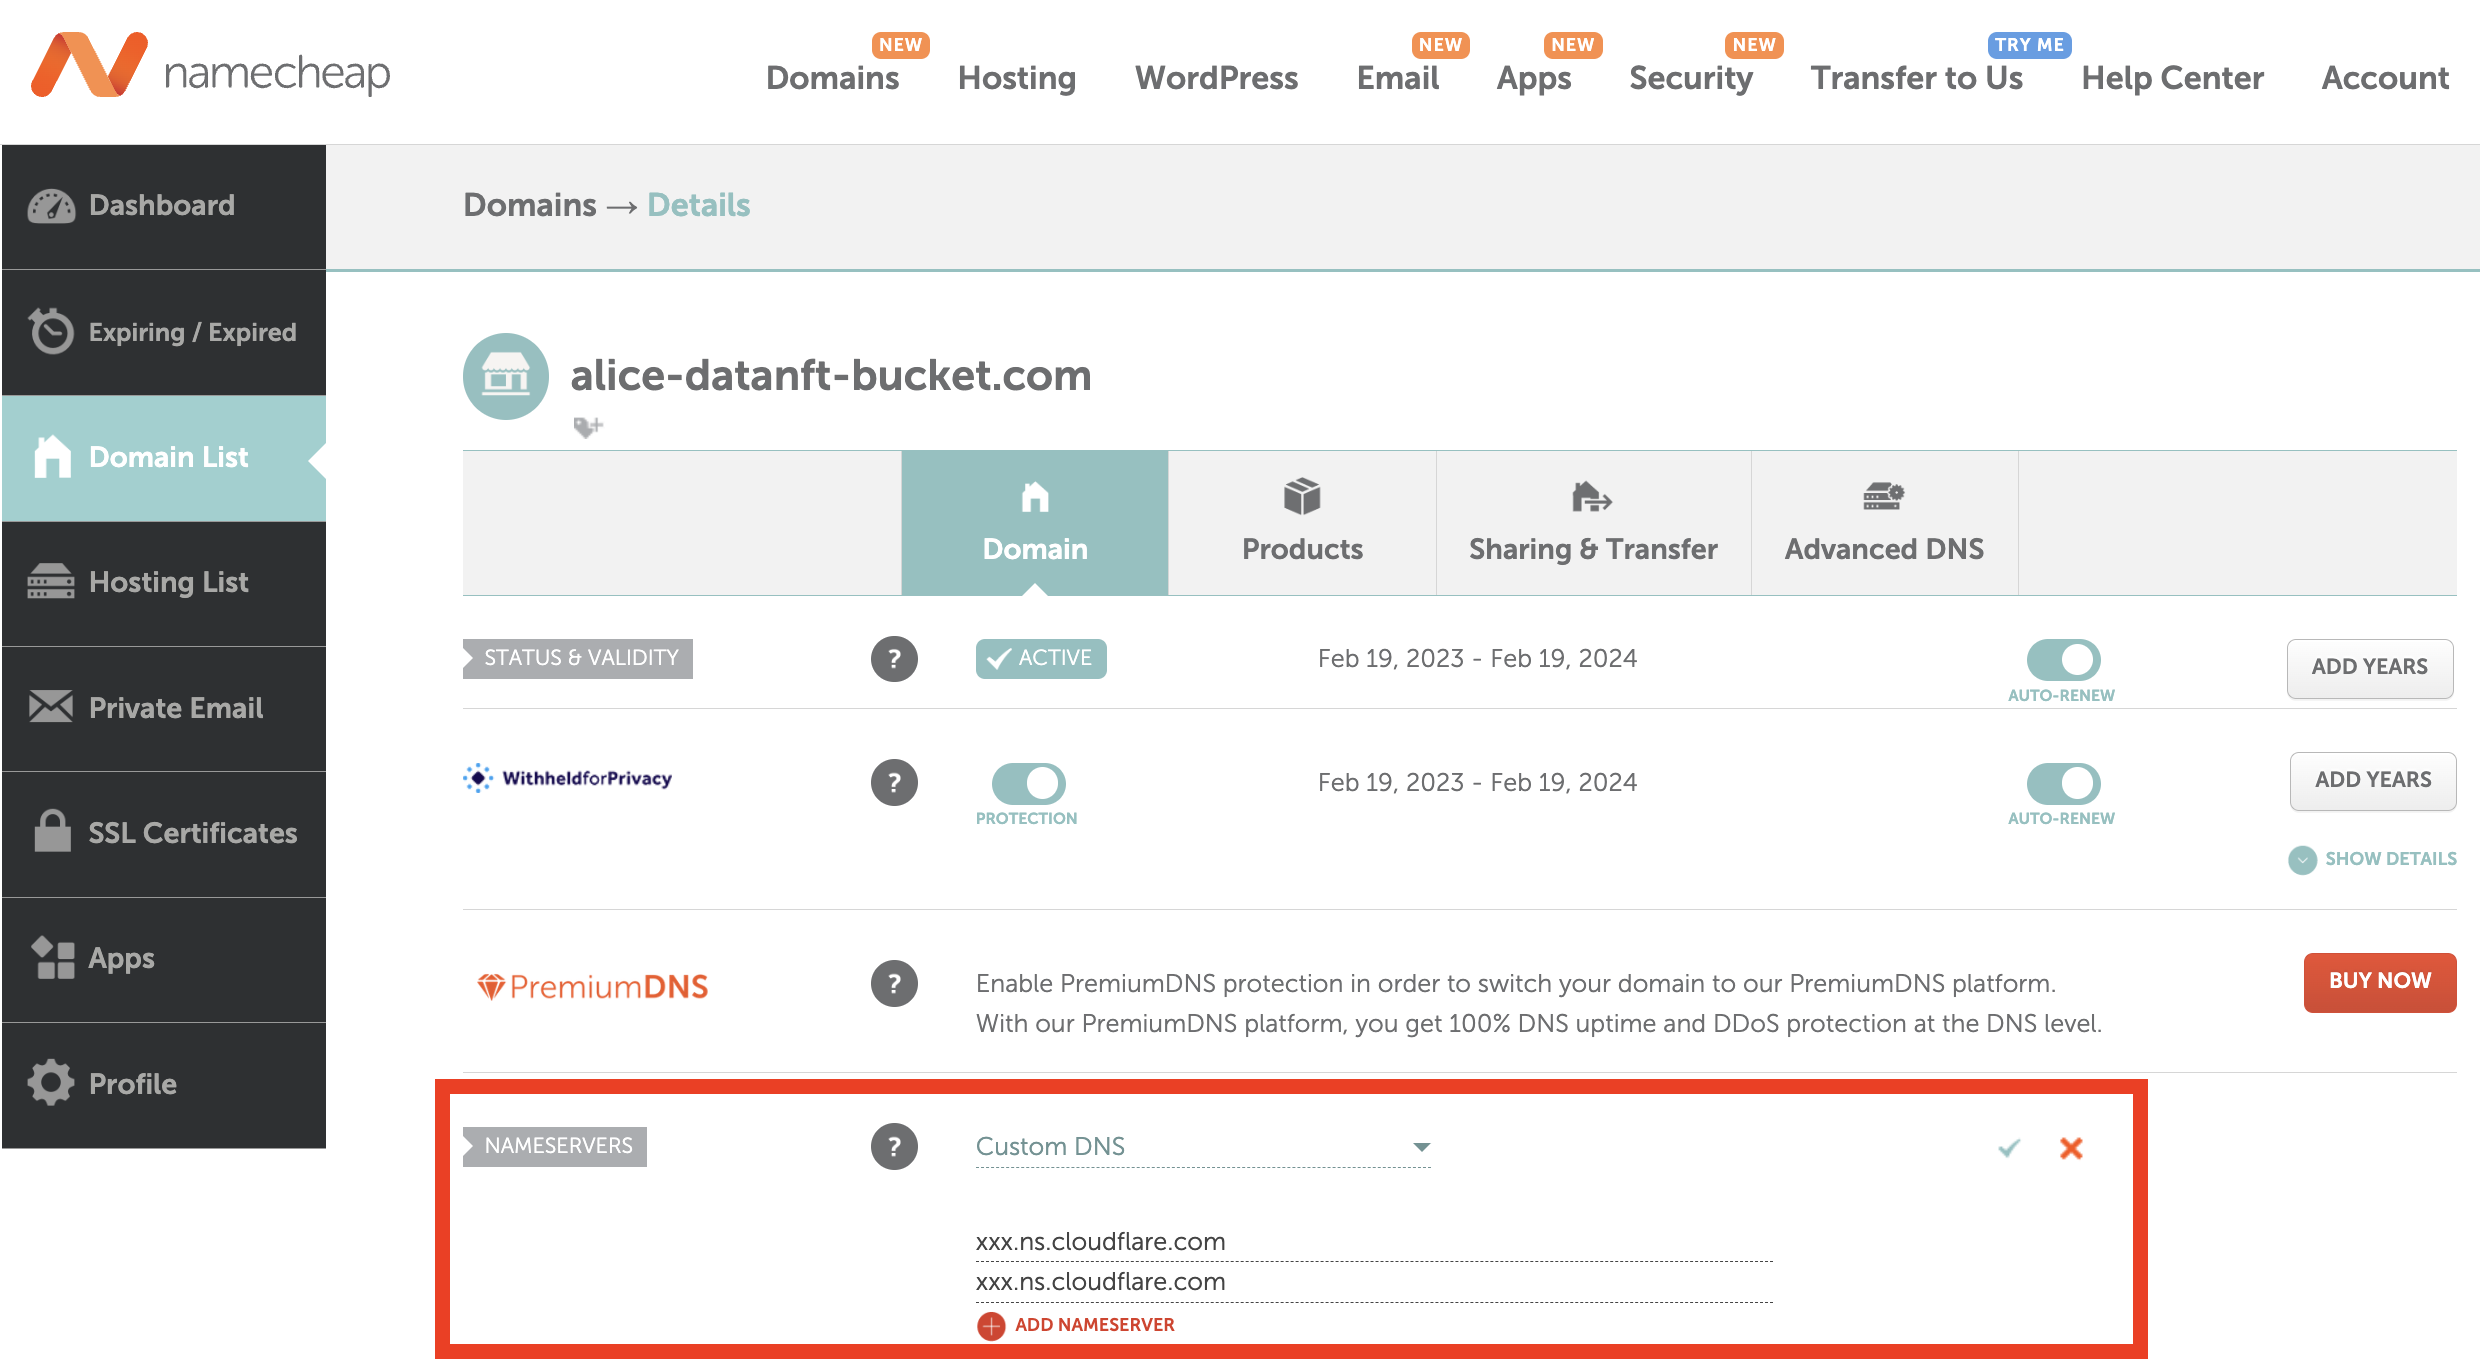 namecheap
NEW NEW NEW NEW TRY ME
Domains Hosting WordPress Email Apps Security Transfer to Us Help Center Account
Dashboard
Expiring / Expired
Domain List
Hosting List
Private Email
SSL Certificates
Apps
Profile
Domains → Details
alice-datanft-bucket.com
Domain Products Sharing & Transfer Advanced DNS
STATUS & VALIDITY ? ACTIVE Feb 19, 2023 - Feb 19, 2024 AUTO-RENEW ADD YEARS
WithheldforPrivacy ? PROTECTION Feb 19, 2023 - Feb 19, 2024 AUTO-RENEW ADD YEARS
SHOW DETAILS
PremiumDNS ? Enable PremiumDNS protection in order to switch your domain to our PremiumDNS platform. BUY NOW
With our PremiumDNS platform, you get 100% DNS uptime and DDoS protection at the DNS level.
NAMESERVERS ? Custom DNS
xxx.ns.cloudflare.com
xxx.ns.cloudflare.com
ADD NAMESERVER